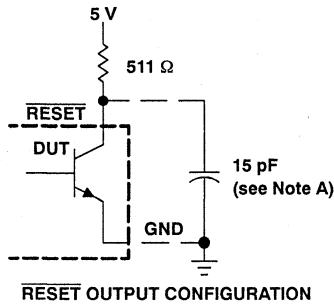 5 V
511 Ω
RESET
DUT
15 pF
(see Note A)
GND
RESET OUTPUT CONFIGURATION